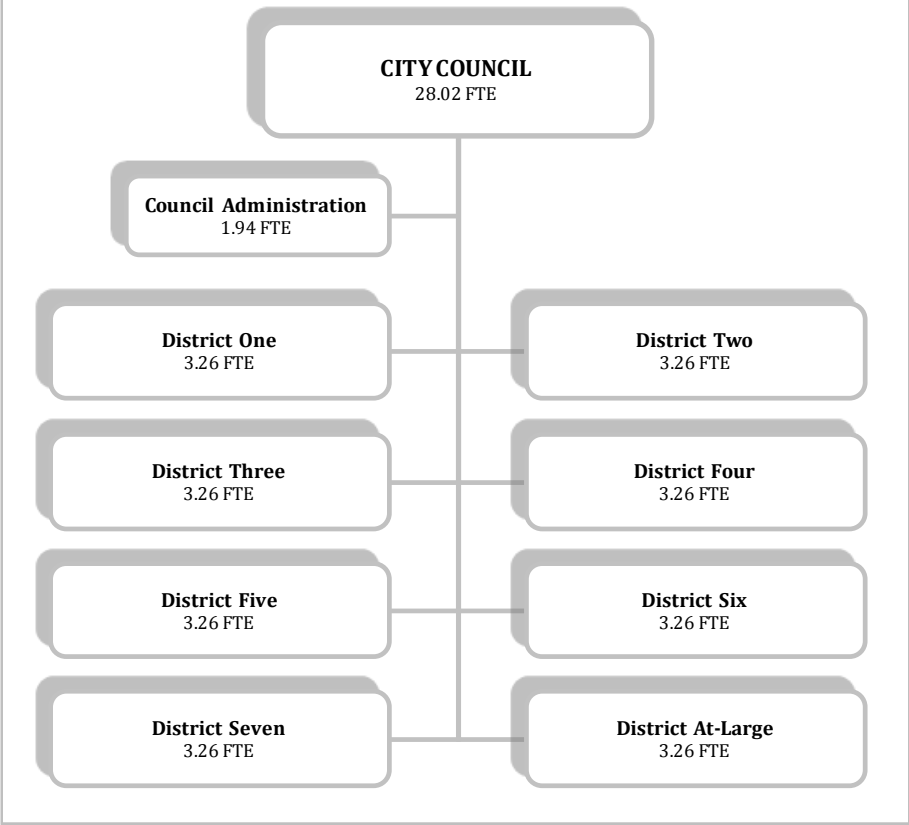 CITY COUNCIL
28.02 FTE
Council Administration
1.94 FTE
District One
3.26 FTE
District Two
3.26 FTE
District Three
3.26 FTE
District Four
3.26 FTE
District Five
3.26 FTE
District Six
3.26 FTE
District Seven
3.26 FTE
District At-Large
3.26 FTE